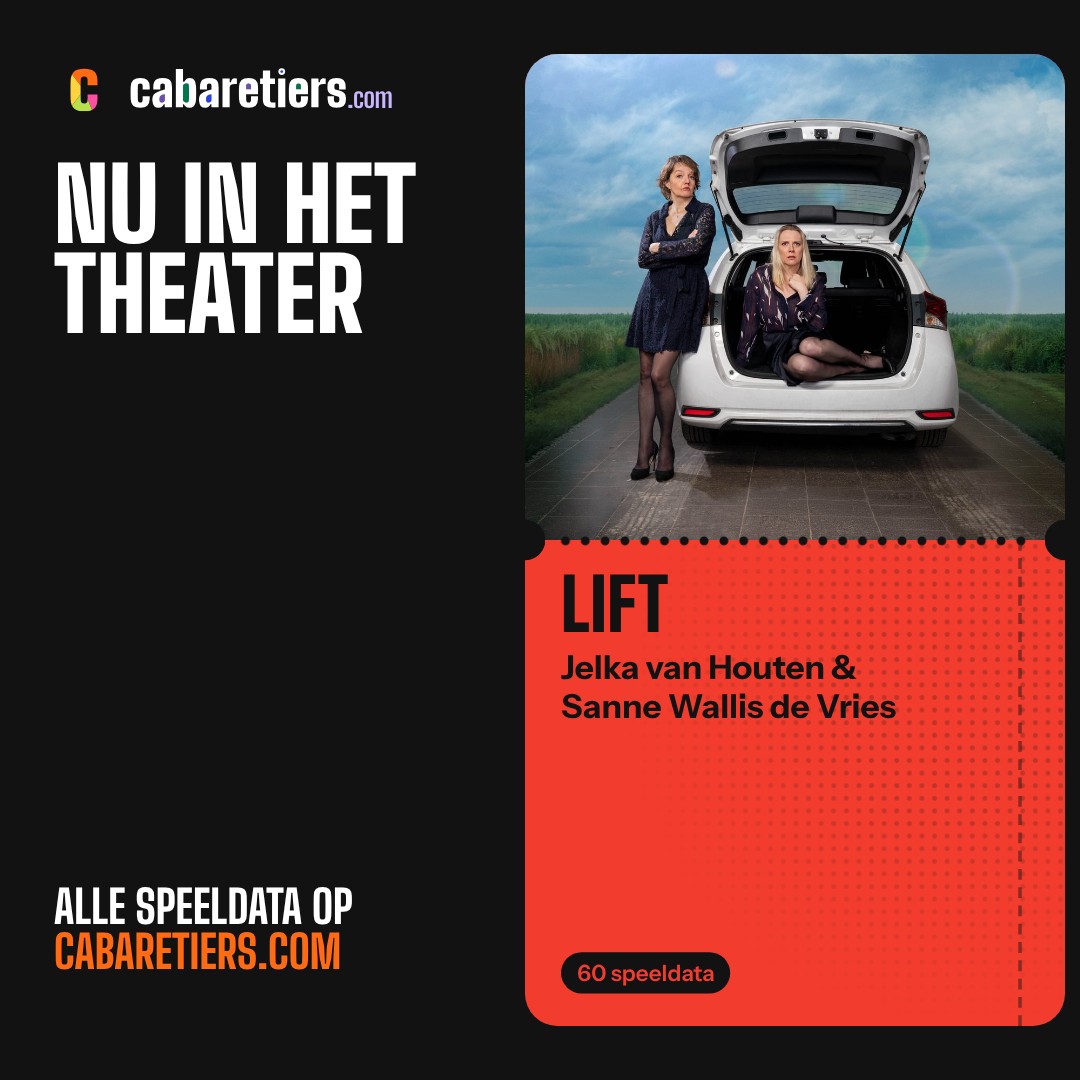 cabaretiers.com
NU IN HET
THEATER
LIFT
Jelka van Houten &
Sanne Wallis de Vries
60 speeldata
ALLE SPEELDATA OP
CABARETIERS.COM